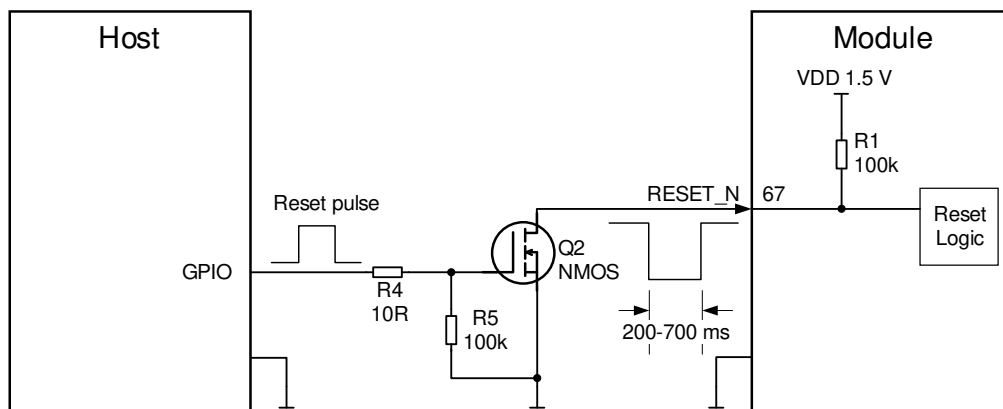 Host
Module
VDD 1.5 V
R1
100k
Reset pulse
RESET_N
67
Reset
Logic
GPIO
Q2
NMOS
R4
10R
R5
100k
200-700 ms